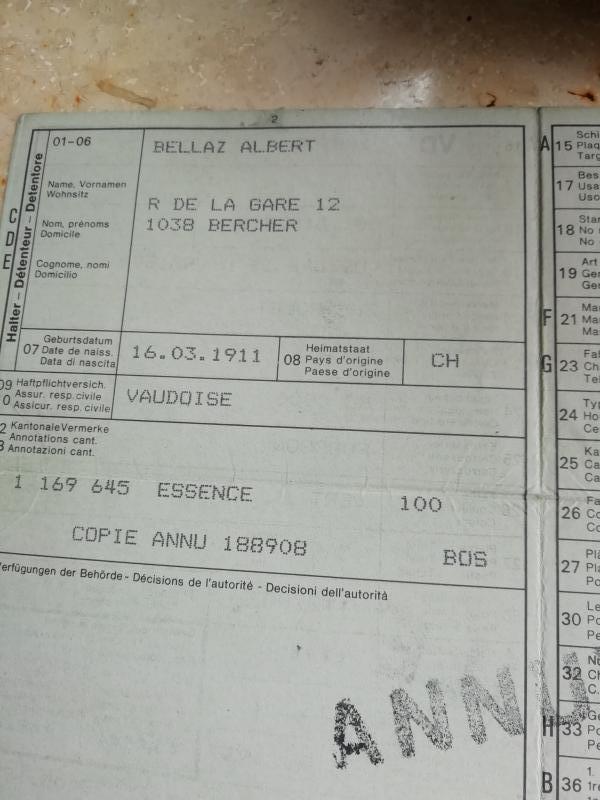 2
01-06
BELLAZ ALBERT
Name, Vornamen
Wohnsitz
R DE LA GARE 12
1038 BERCHER
Nom, prénoms
Domicile
Cognome, nomi
Domicilio
C
D
E
Halter – Détenteur – Detentore
07
Geburtsdatum
Date de naiss.
Data di nascita
16.03.1911
08
Heimatstaat
Pays d'origine
Paese d'origine
CH
09
Haftpflichtversich.
Assur. resp. civile
Assicur. resp. civile
VAUDOISE
Kantonale Vermerke
Annotations cant.
Annotazioni cant.
1 169 645 ESSENCE 100
COPIE ANNU 188908 BOS
Verfügungen der Behörde - Décisions de l'autorité - Decisioni dell'autorità
ANNU
A
15
17
18
19
F
21
G
23
24
25
26
27
30
32
H
33
B
36